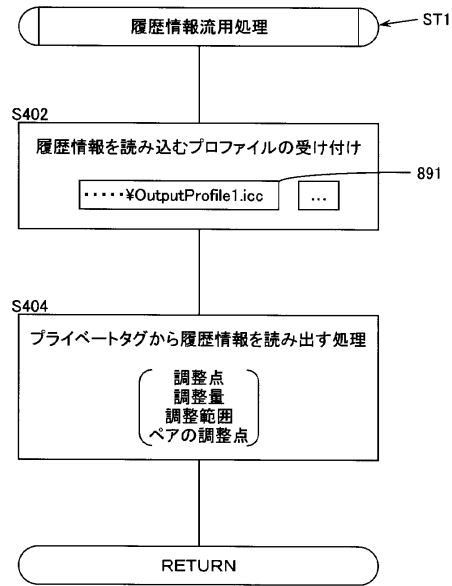 履歴情報流用処理
ST1
S402
履歴情報を読み込むプロファイルの受け付け
891
・・・・・¥OutputProfile1.icc
...
S404
プライベートタグから履歴情報を読み出す処理
調整点
調整量
調整範囲
ペアの調整点
RETURN